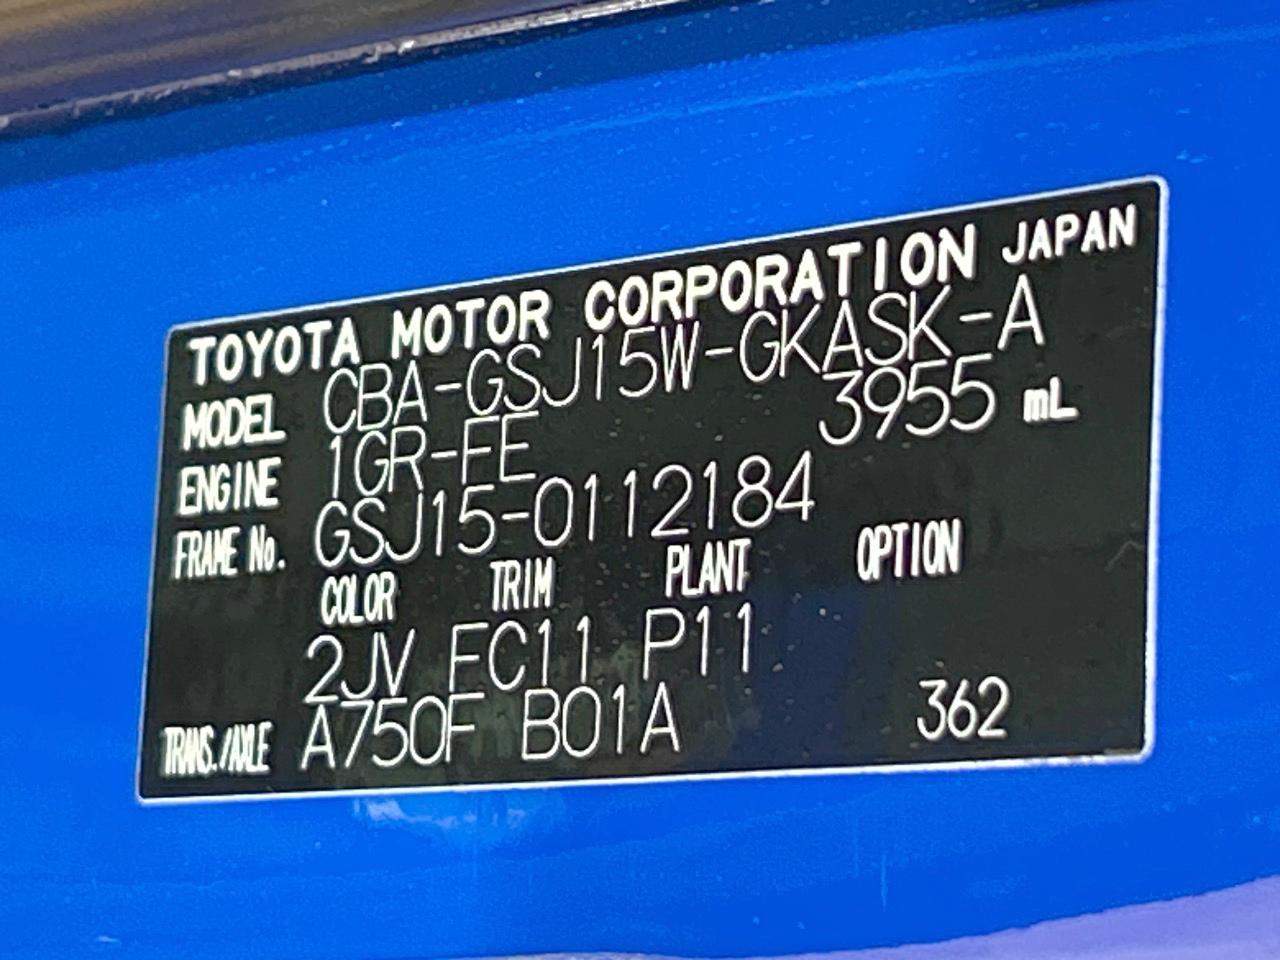 TOYOTA MOTOR CORPORATION JAPAN
MODEL CBA-GSJ15W-GKASK-A
ENGINE 1GR-FE 3955 mL
FRAME No. GSJ15-0112184
COLOR TRIM PLANT OPTION
2JV FC11 P11
TRANS./AXLE A750F B01A 362